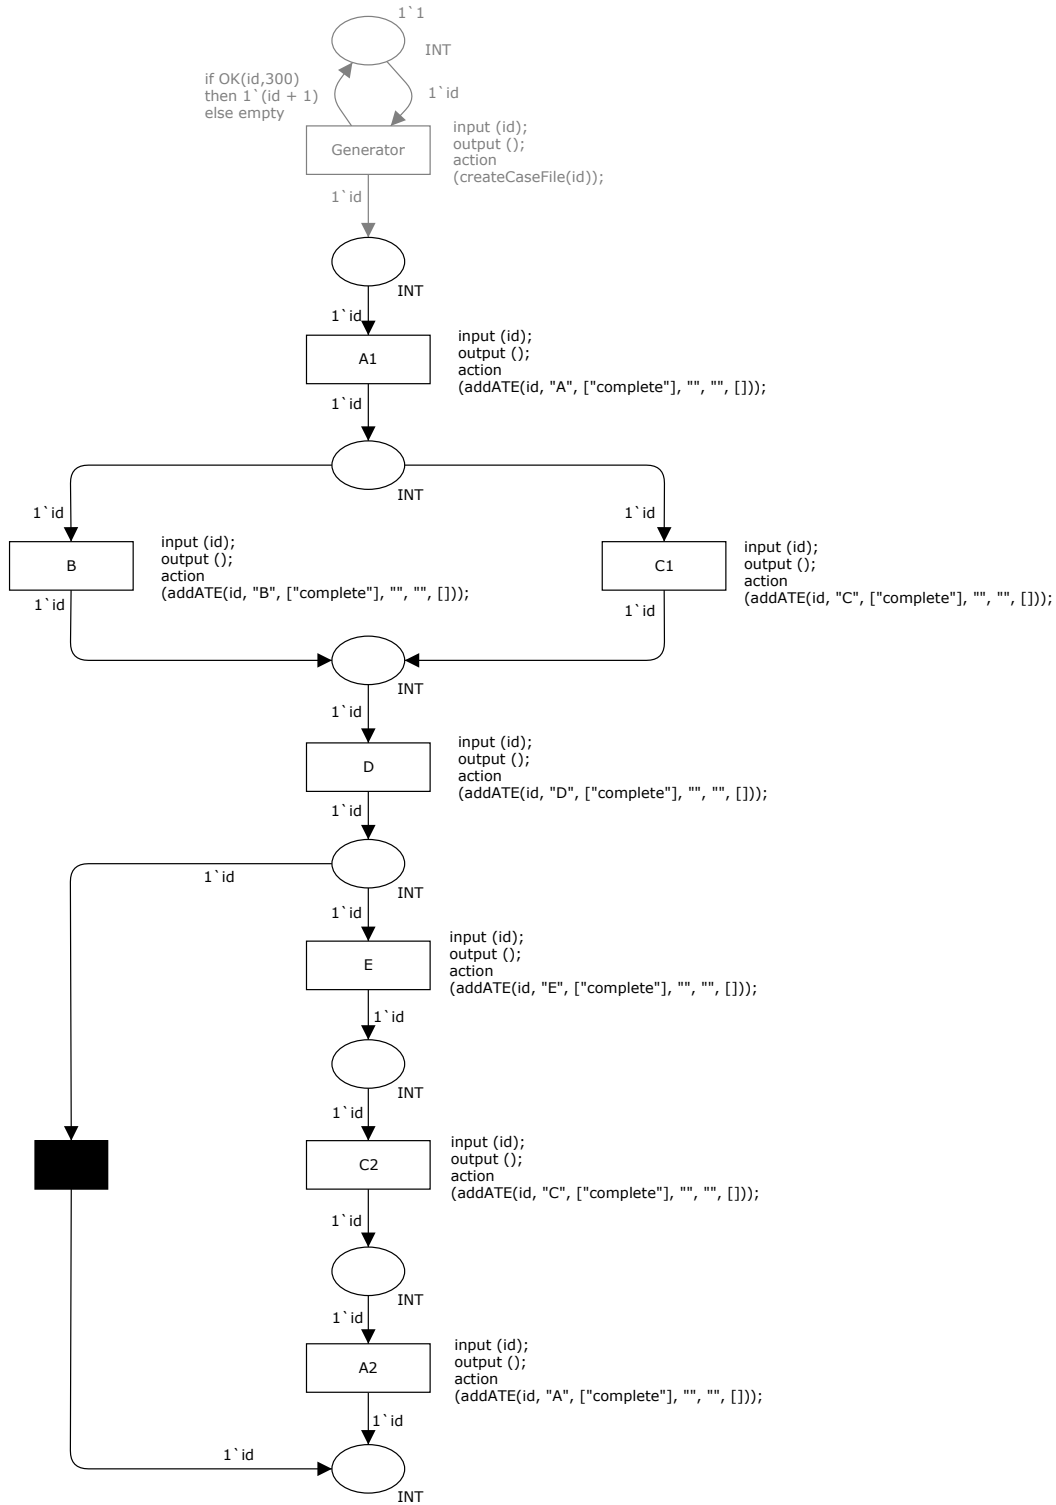 1`1
INT
if OK(id,300)
then 1`(id + 1)
else empty
1`id
Generator
input (id);
output ();
action
(createCaseFile(id));
1`id
INT
1`id
A1
input (id);
output ();
action
(addATE(id, "A", ["complete"], "", "", []));
1`id
INT
1`id
B
input (id);
output ();
action
(addATE(id, "B", ["complete"], "", "", []));
1`id
1`id
C1
input (id);
output ();
action
(addATE(id, "C", ["complete"], "", "", []));
1`id
INT
1`id
D
input (id);
output ();
action
(addATE(id, "D", ["complete"], "", "", []));
1`id
INT
1`id
1`id
E
input (id);
output ();
action
(addATE(id, "E", ["complete"], "", "", []));
1`id
INT
1`id
C2
input (id);
output ();
action
(addATE(id, "C", ["complete"], "", "", []));
1`id
INT
1`id
A2
input (id);
output ();
action
(addATE(id, "A", ["complete"], "", "", []));
1`id
1`id
INT